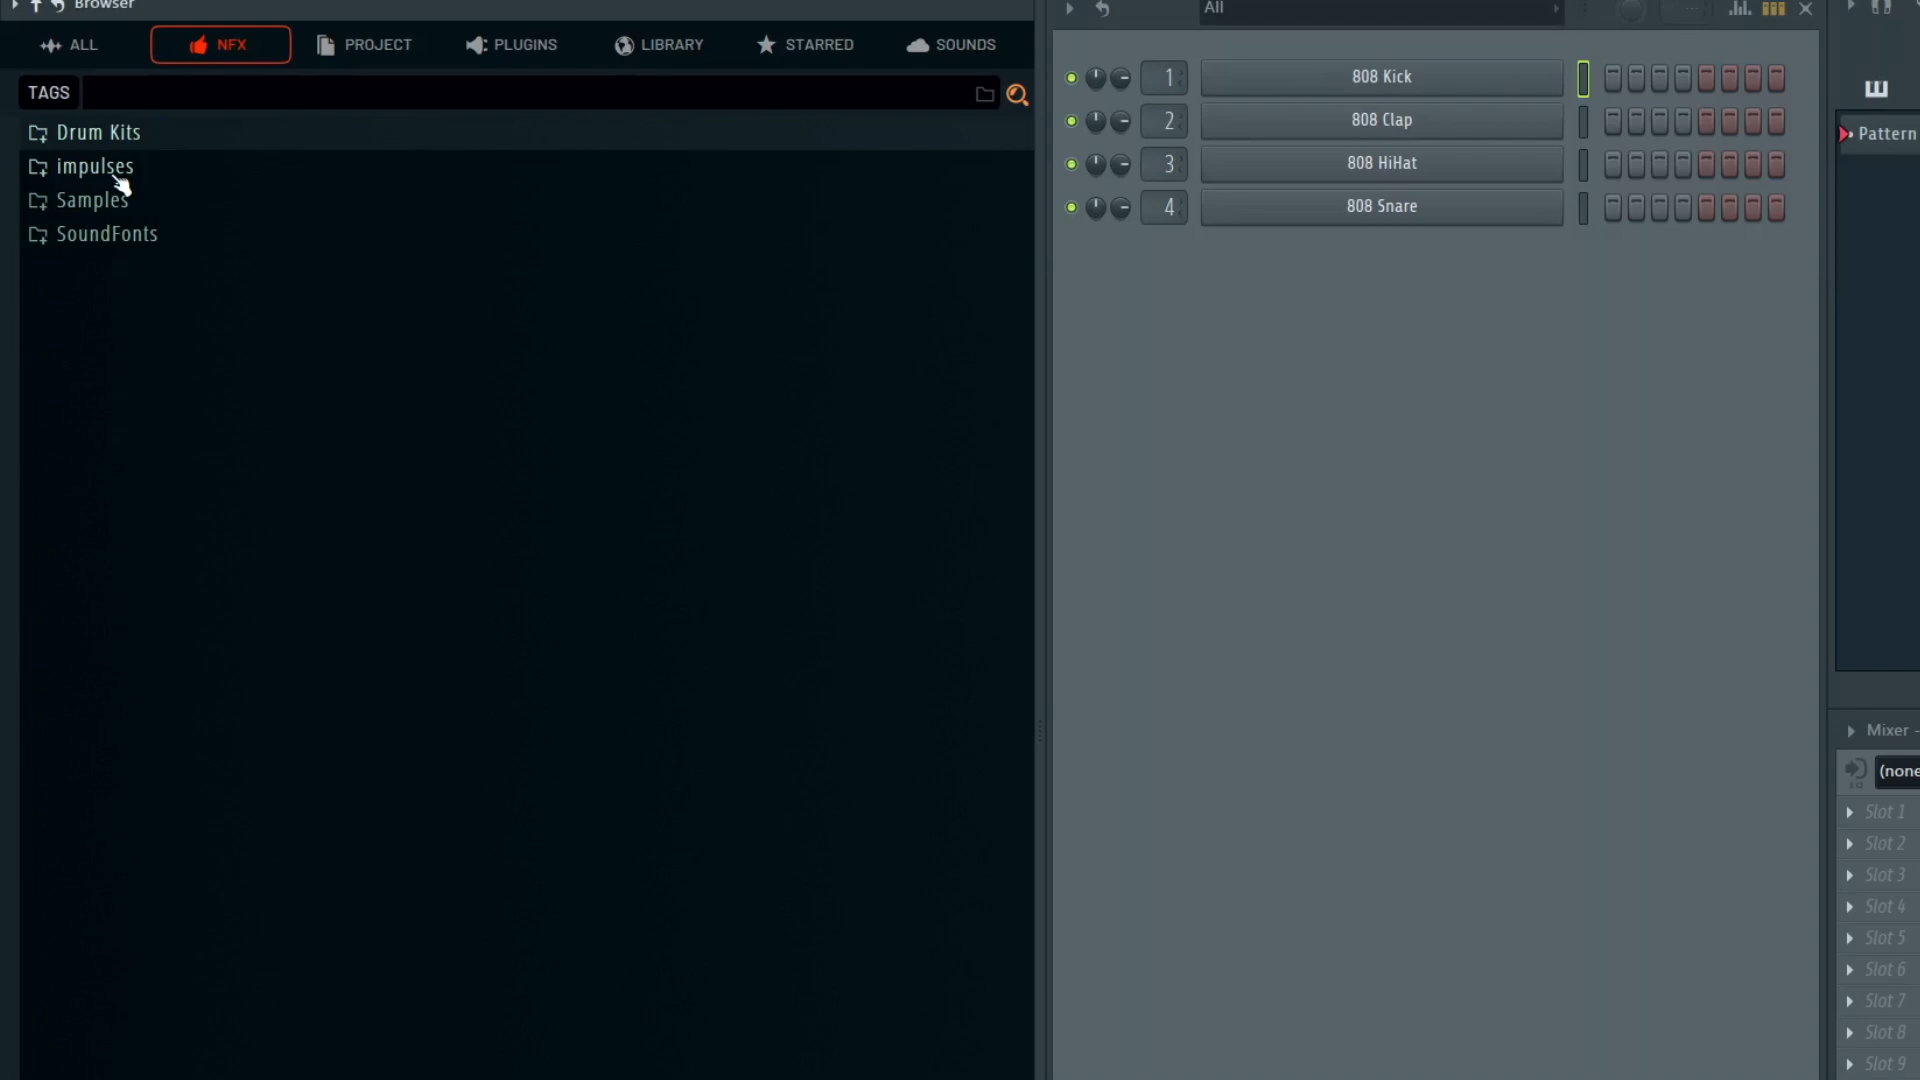 Browser
ALL NFX PROJECT PLUGINS LIBRARY STARRED SOUNDS
TAGS
Drum Kits
impulses
Samples
SoundFonts
All
1 808 Kick
2 808 Clap
3 808 HiHat
4 808 Snare
Pattern
Mixer -
(none
Slot 1
Slot 2
Slot 3
Slot 4
Slot 5
Slot 6
Slot 7
Slot 8
Slot 9